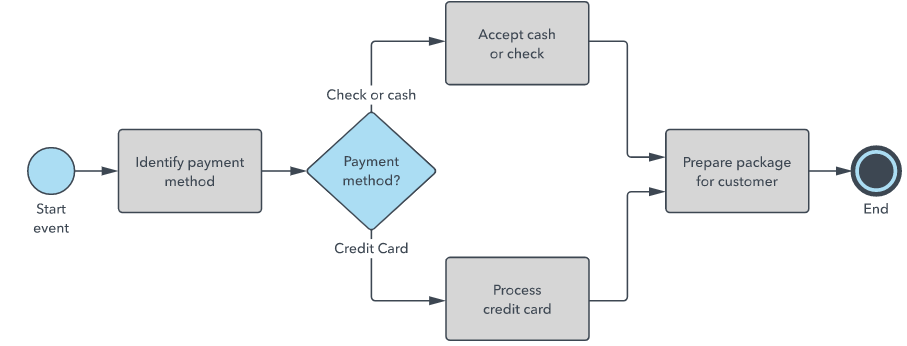 Accept cash
or check
Check or cash
Identify payment
method
Payment
method?
Prepare package
for customer
Start
event
End
Credit Card
Process
credit card